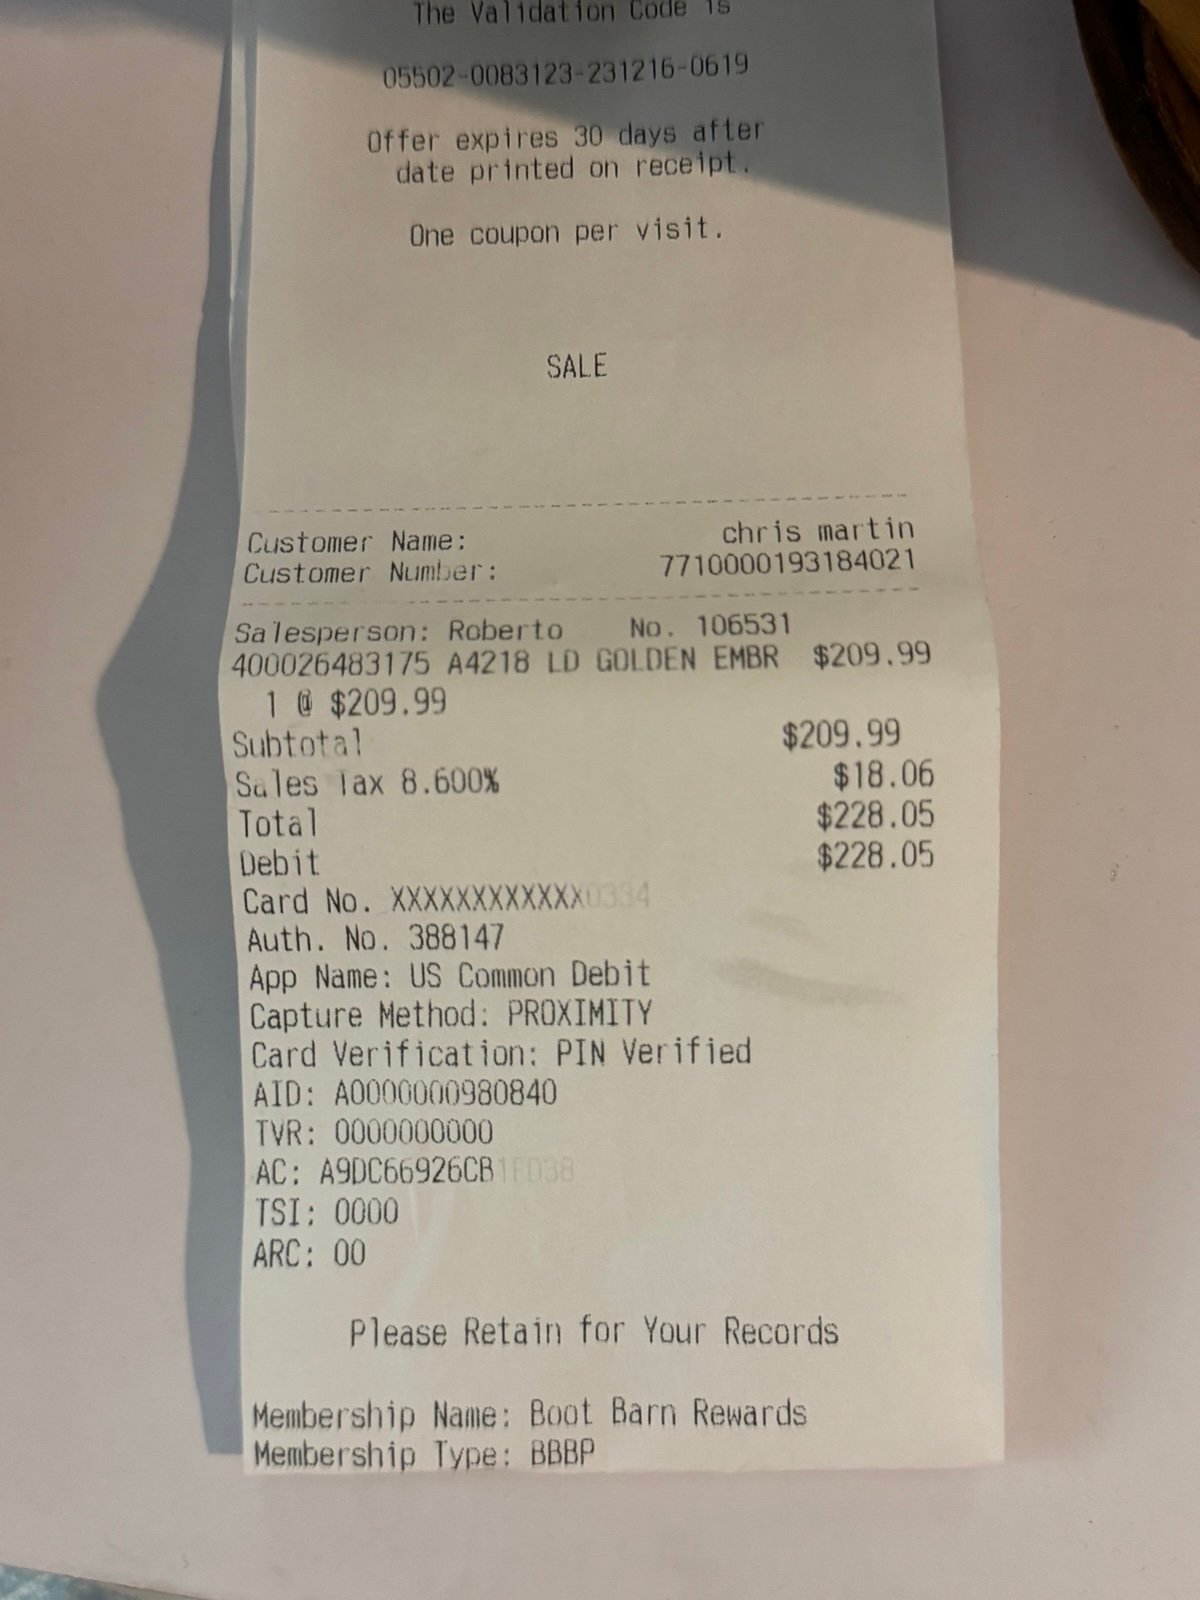 The Validation Code is
05502-0083123-231216-0619
Offer expires 30 days after
date printed on receipt.
One coupon per visit.
SALE
Customer Name: chris martin
Customer Number: 7710000193184021
Salesperson: Roberto No. 106531
400026483175 A4218 LD GOLDEN EMBR $209.99
1 @ $209.99
Subtotal $209.99
Sales Tax 8.600% $18.06
Total $228.05
Debit $228.05
Card No. XXXXXXXXXXXX0334
Auth. No. 388147
App Name: US Common Debit
Capture Method: PROXIMITY
Card Verification: PIN Verified
AID: A0000000980840
TVR: 0000000000
AC: A9DC66926CB1FD38
TSI: 0000
ARC: 00
Please Retain for Your Records
Membership Name: Boot Barn Rewards
Membership Type: BBBP